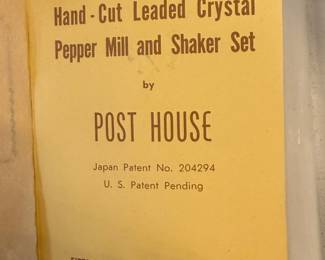 Hand-Cut Leaded Crystal
Pepper Mill and Shaker Set
by
POST HOUSE
Japan Patent No. 204294
U. S. Patent Pending